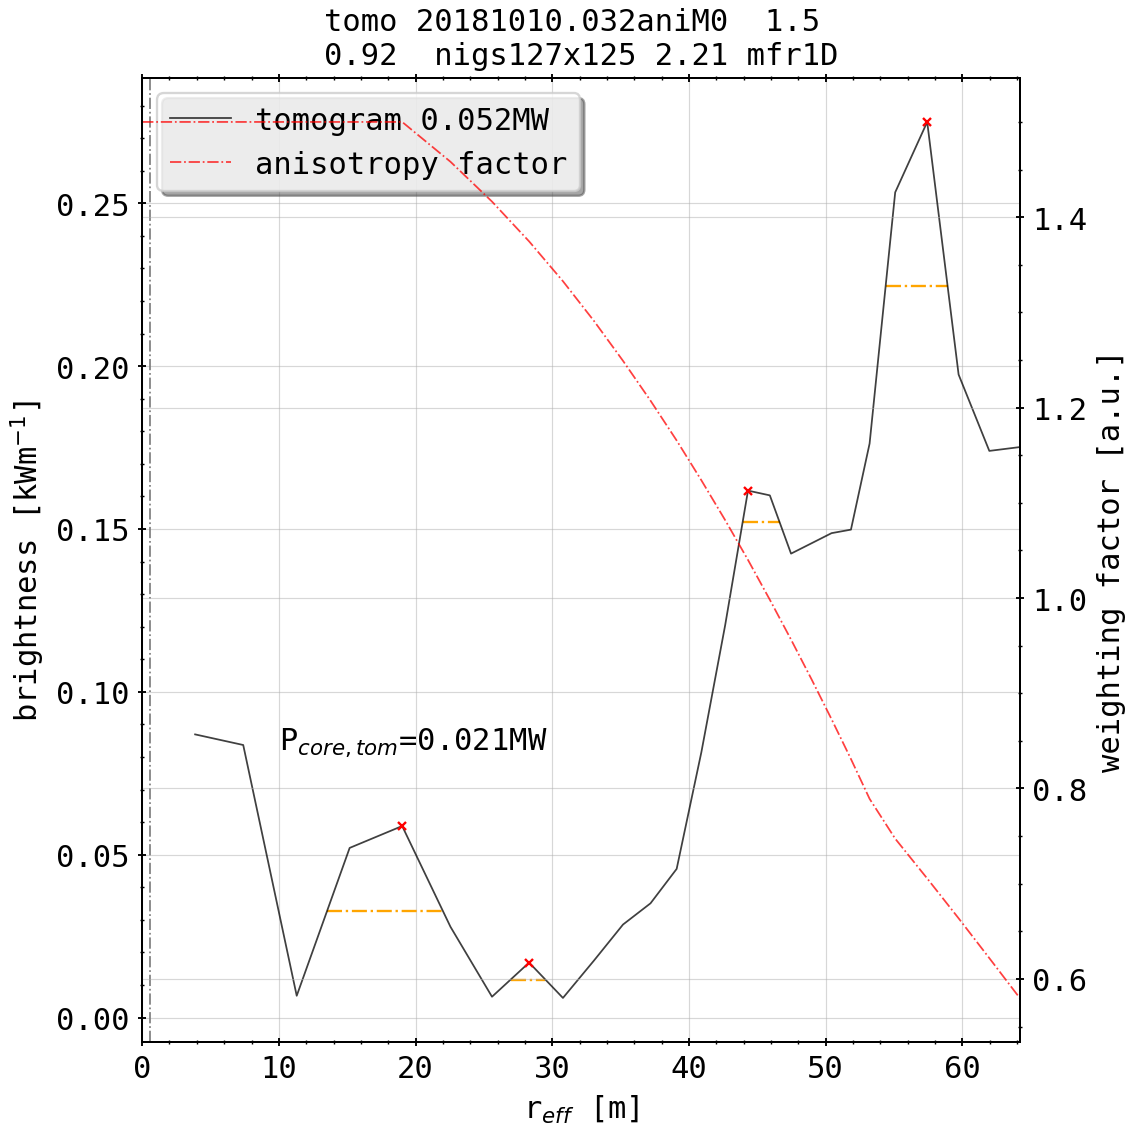 tomo 20181010.032aniM0  1.5
0.92  nigs127x125 2.21 mfr1D
tomogram 0.052MW
anisotropy factor
brightness [kWm⁻¹]
0.25
0.20
0.15
0.10
0.05
0.00
P_core,tom=0.021MW
1.4
1.2
1.0
0.8
0.6
weighting factor [a.u.]
0 10 20 30 40 50 60
r_eff [m]